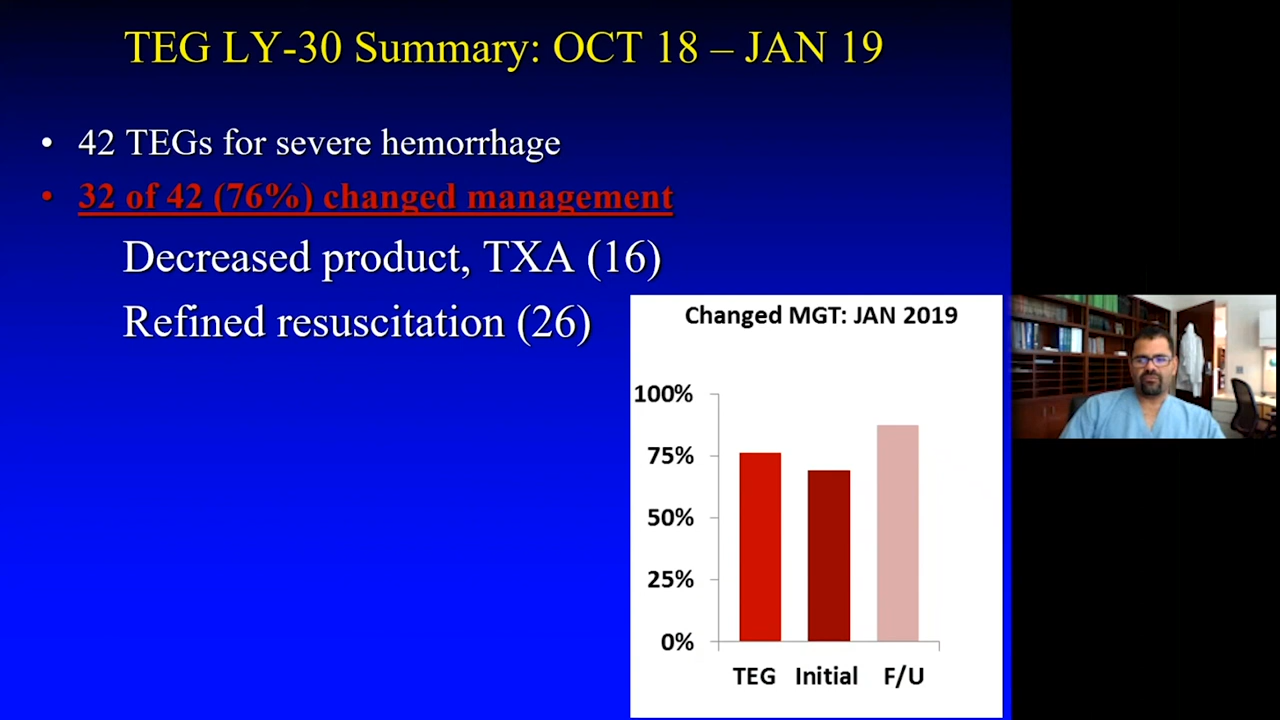 TEG LY-30 Summary: OCT 18 – JAN 19
• 42 TEGs for severe hemorrhage
• 32 of 42 (76%) changed management
Decreased product, TXA (16)
Refined resuscitation (26)
Changed MGT: JAN 2019
100%
75%
50%
25%
0%
TEG Initial F/U